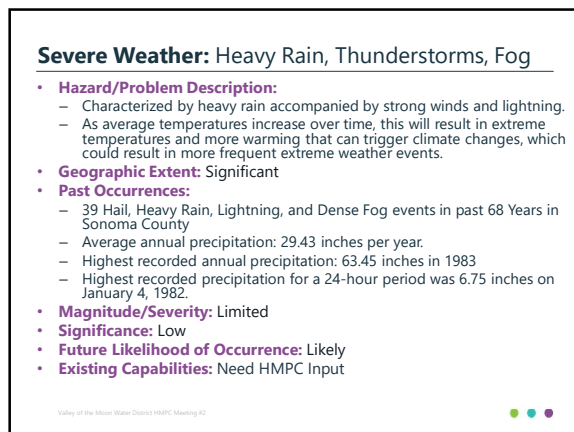 Severe Weather: Heavy Rain, Thunderstorms, Fog
• Hazard/Problem Description:
– Characterized by heavy rain accompanied by strong winds and lightning.
– As average temperatures increase over time, this will result in extreme
temperatures and more warming that can trigger climate changes, which
could result in more frequent extreme weather events.
• Geographic Extent: Significant
• Past Occurrences:
– 39 Hail, Heavy Rain, Lightning, and Dense Fog events in past 68 Years in
Sonoma County
– Average annual precipitation: 29.43 inches per year.
– Highest recorded annual precipitation: 63.45 inches in 1983
– Highest recorded precipitation for a 24-hour period was 6.75 inches on
January 4, 1982.
• Magnitude/Severity: Limited
• Significance: Low
• Future Likelihood of Occurrence: Likely
• Existing Capabilities: Need HMPC Input
Valley of the Moon Water District HMPC Meeting #2